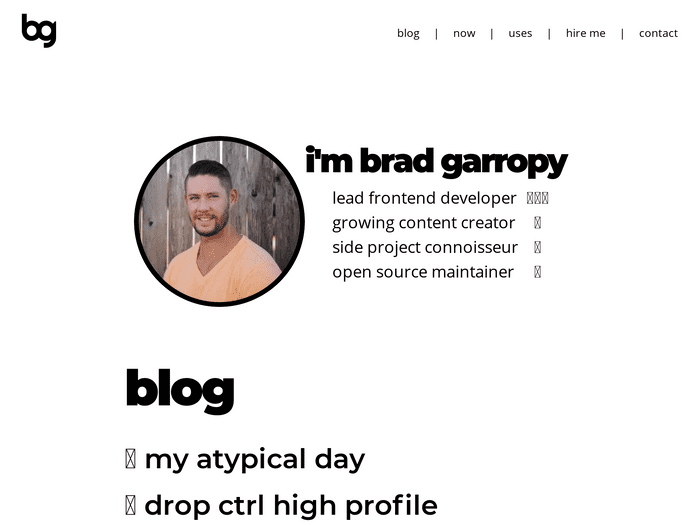 bg
blog | now | uses | hire me | contact
i'm brad garropy
lead frontend developer
growing content creator
side project connoisseur
open source maintainer
blog
my atypical day
drop ctrl high profile